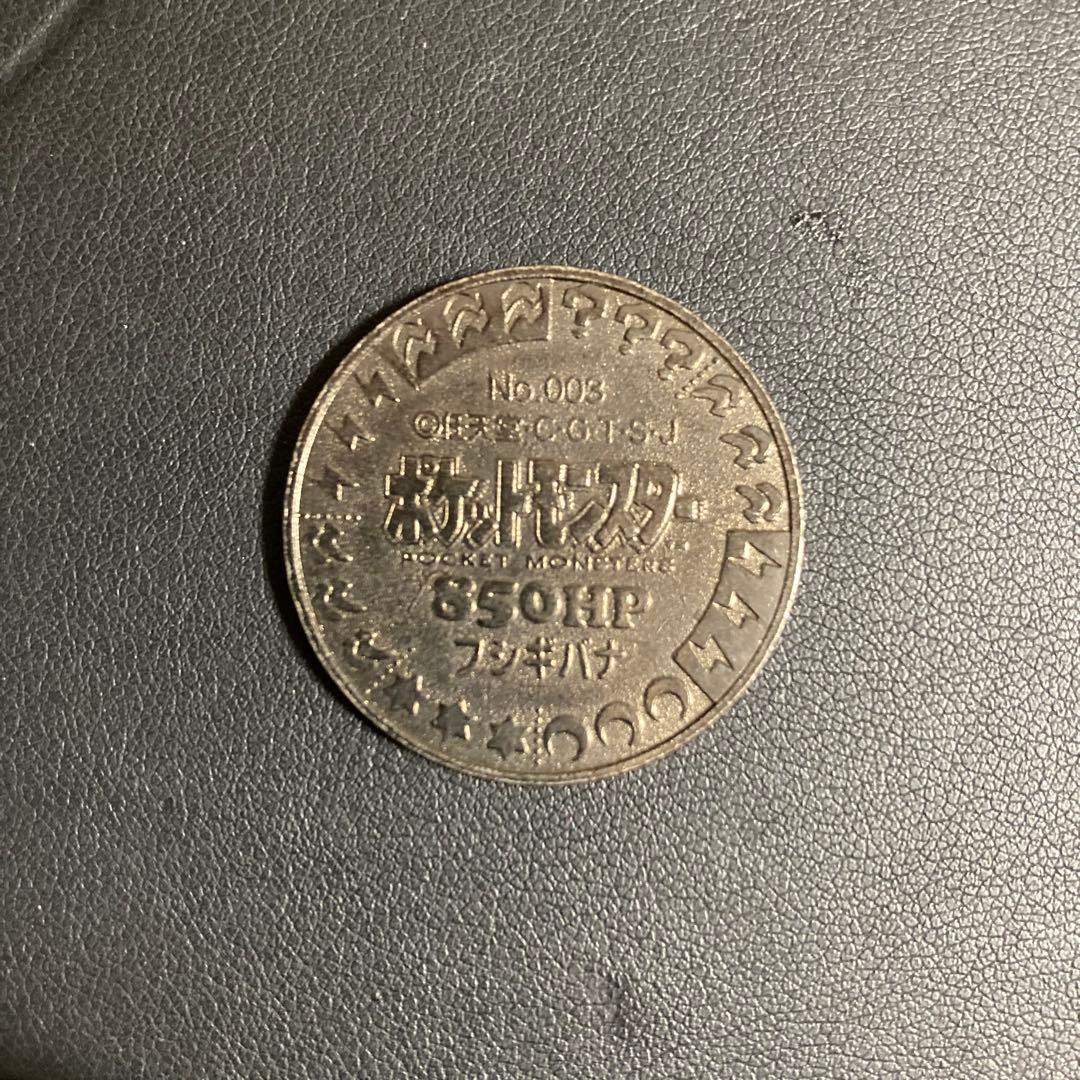 No.003
©任天堂・C・G・T・S・J
ポケットモンスター
POCKET MONSTERS
850HP
フシギバナ